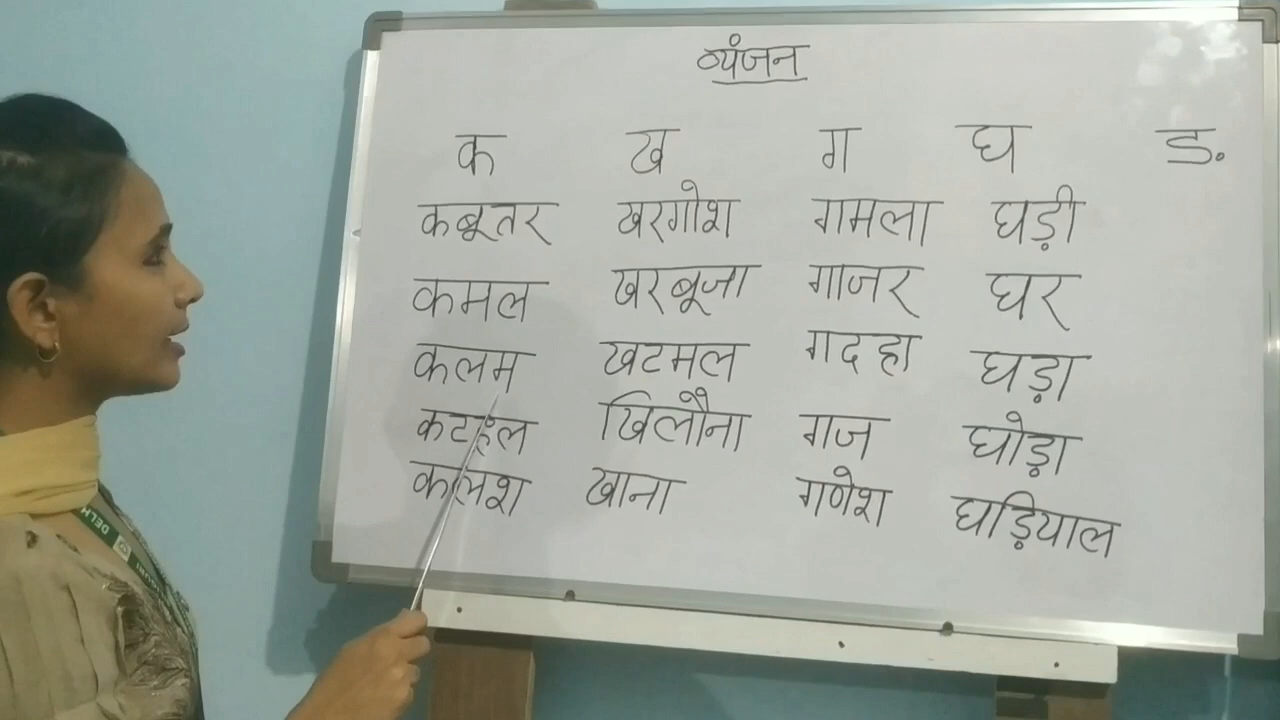 व्यंजन
क ख ग घ ड.
कबूतर खरगोश गमला घड़ी
कमल खरबूजा गाजर घर
कलम खटमल गदहा घड़ा
कटहल खिलौना गज घोड़ा
कलश खाना गणेश घड़ियाल
DELH